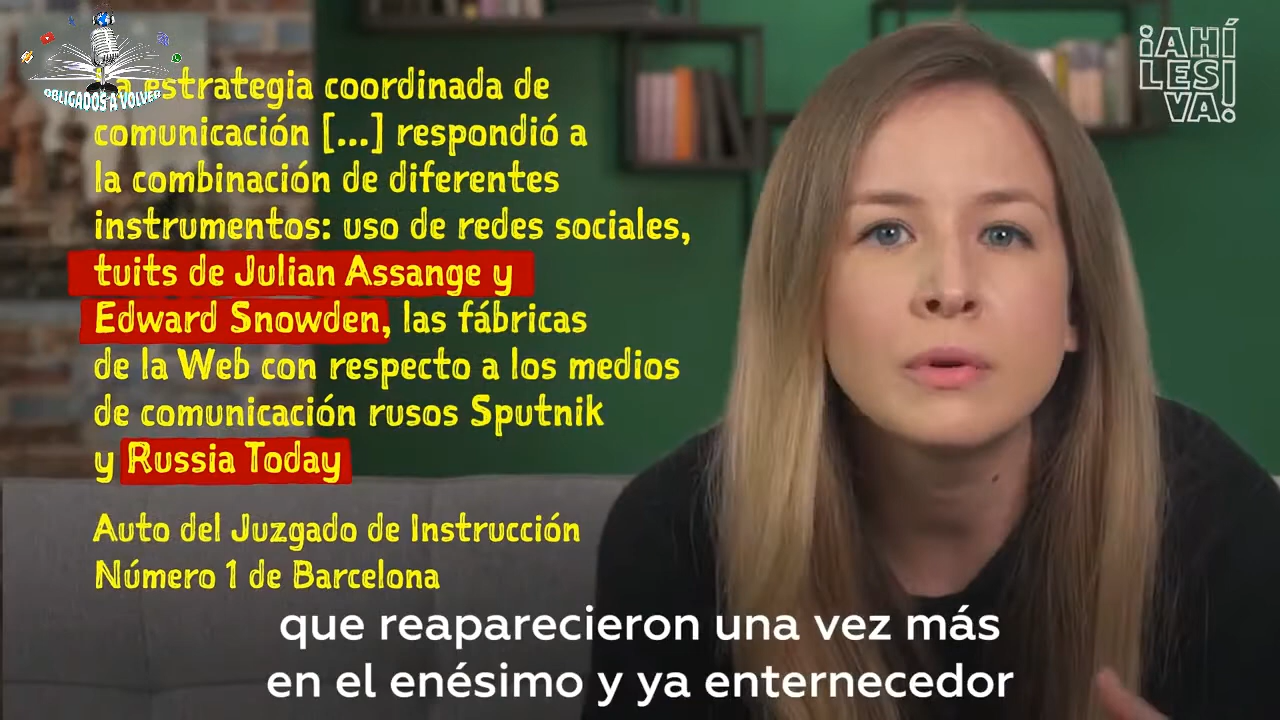 OBLIGADOS A VOLVER
¡AHÍ
LES
VA!
la estrategia coordinada de
comunicación [...] respondió a
la combinación de diferentes
instrumentos: uso de redes sociales,
tuits de Julian Assange y
Edward Snowden, las fábricas
de la Web con respecto a los medios
de comunicación rusos Sputnik
y Russia Today
Auto del Juzgado de Instrucción
Número 1 de Barcelona
que reaparecieron una vez más
en el enésimo y ya enternecedor